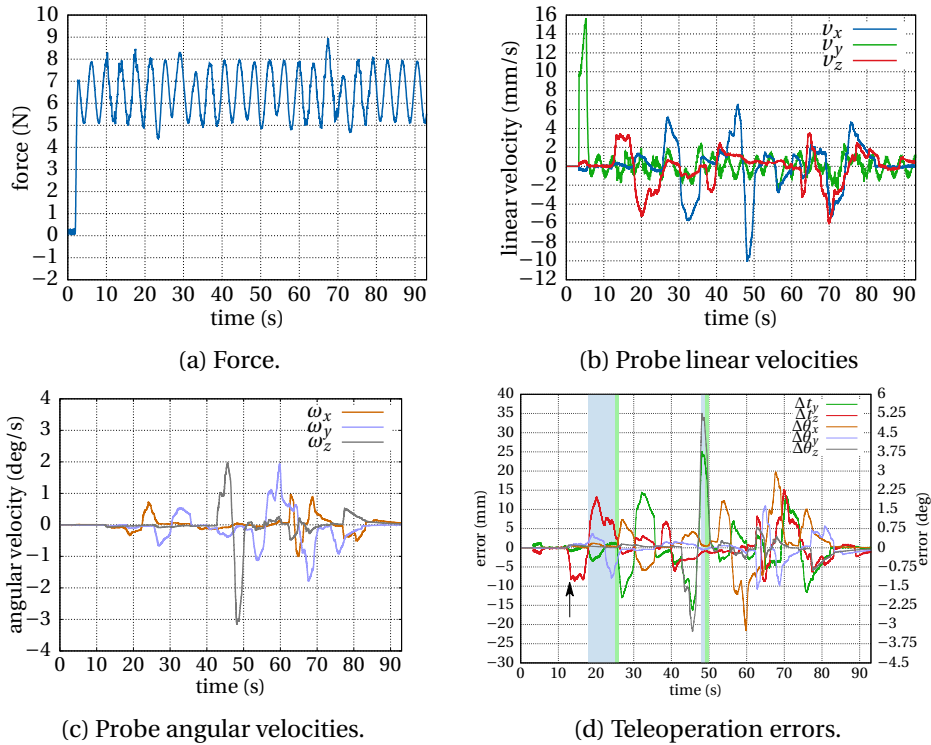 10
9
8
7
6
5
4
3
2
1
0
−1
−2
force (N)
0 10 20 30 40 50 60 70 80 90
time (s)
(a) Force.
16
14
12
10
8
6
4
2
0
−2
−4
−6
−8
−10
−12
linear velocity (mm/s)
v_x
v_y
v_z
0 10 20 30 40 50 60 70 80 90
time (s)
(b) Probe linear velocities
4
3
2
1
0
−1
−2
−3
−4
angular velocity (deg/s)
ω_x
ω_y
ω_z
0 10 20 30 40 50 60 70 80 90
time (s)
(c) Probe angular velocities.
40
35
30
25
20
15
10
5
0
−5
−10
−15
−20
−25
−30
error (mm)
Δt_y
Δt_z
Δθ_x
Δθ_y
Δθ_z
6
5.25
4.5
3.75
3
2.25
1.5
0.75
0
−0.75
−1.5
−2.25
−3
−3.75
−4.5
error (deg)
0 10 20 30 40 50 60 70 80 90
time (s)
(d) Teleoperation errors.